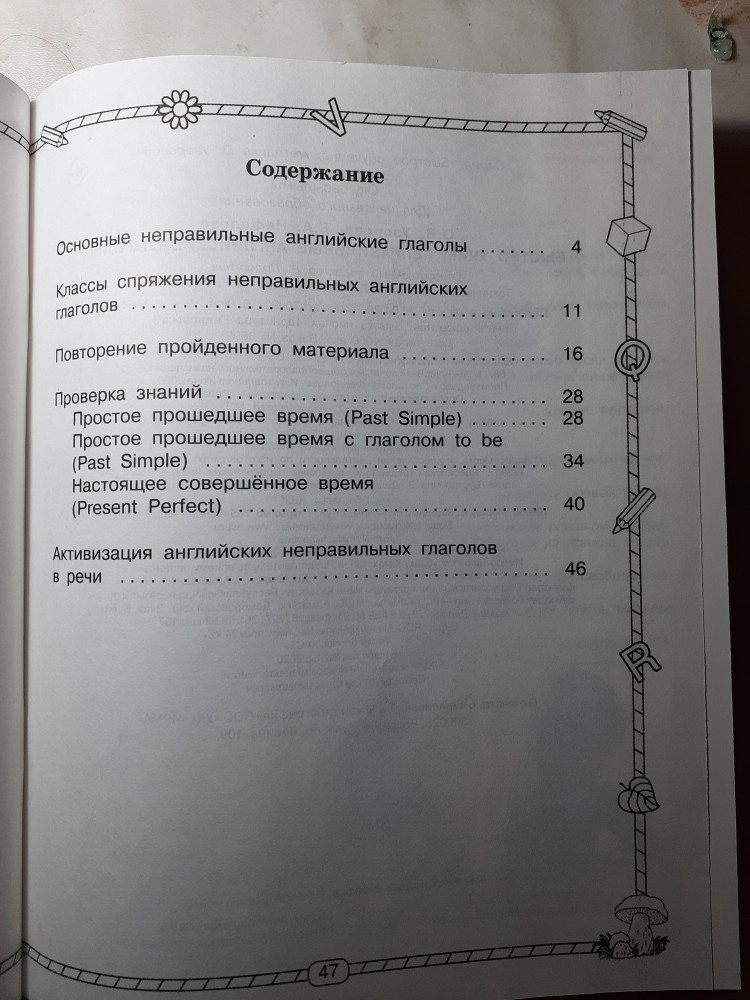 Содержание
Основные неправильные английские глаголы ....... 4
Классы спряжения неправильных английских
глаголов ........................................ 11
Повторение пройденного материала .............. 16
Проверка знаний ................................ 28
Простое прошедшее время (Past Simple) ........ 28
Простое прошедшее время с глаголом to be
(Past Simple) ................................. 34
Настоящее совершённое время
(Present Perfect) .............................. 40
Активизация английских неправильных глаголов
в речи ......................................... 46
V
Q
R
47